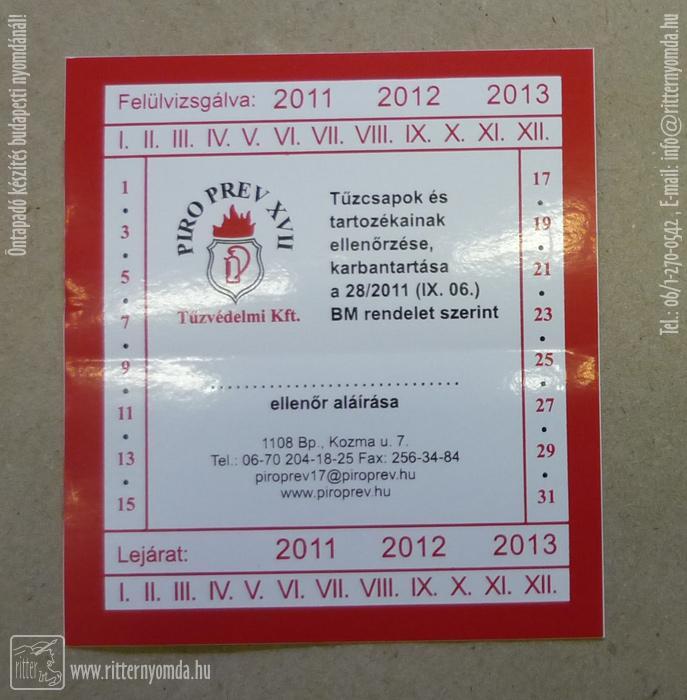 Felülvizsgálva: 2011 2012 2013
I. II. III. IV. V. VI. VII. VIII. IX. X. XI. XII.
1
•
3
•
5
•
7
•
9
•
11
•
13
•
15
PIRO PREV XVII
Tűzvédelmi Kft.
Tűzcsapok és
tartozékainak
ellenőrzése,
karbantartása
a 28/2011 (IX. 06.)
BM rendelet szerint
........................................
ellenőr aláírása
1108 Bp., Kozma u. 7.
Tel.: 06-70 204-18-25 Fax: 256-34-84
piroprev17@piroprev.hu
www.piroprev.hu
17
•
19
•
21
•
23
•
25
•
27
•
29
•
31
Lejárat: 2011 2012 2013
I. II. III. IV. V. VI. VII. VIII. IX. X. XI. XII.
Öntapadó készítés budapesti nyomdánál!
Tel.: 06/1-270-0542 , E-mail: info@ritternyomda.hu
ritter
www.ritternyomda.hu